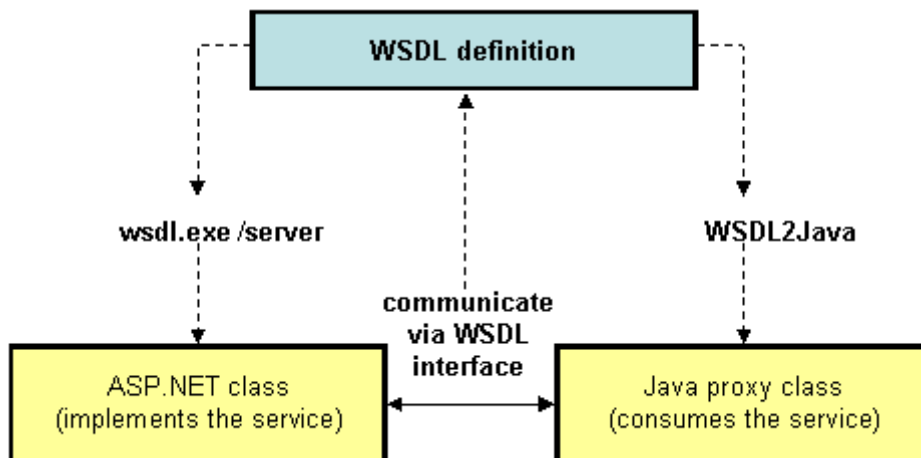 WSDL definition
wsdl.exe /server
WSDL2Java
communicate
via WSDL
interface
ASP.NET class
(implements the service)
Java proxy class
(consumes the service)